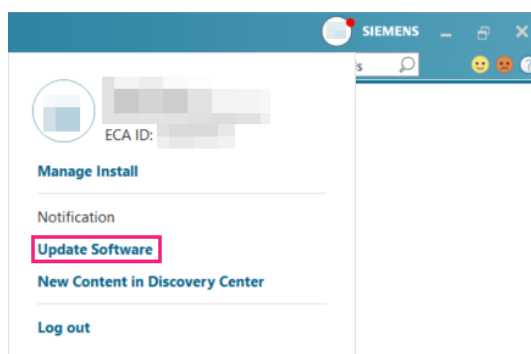 SIEMENS
s
ECA ID:
Manage Install
Notification
Update Software
New Content in Discovery Center
Log out